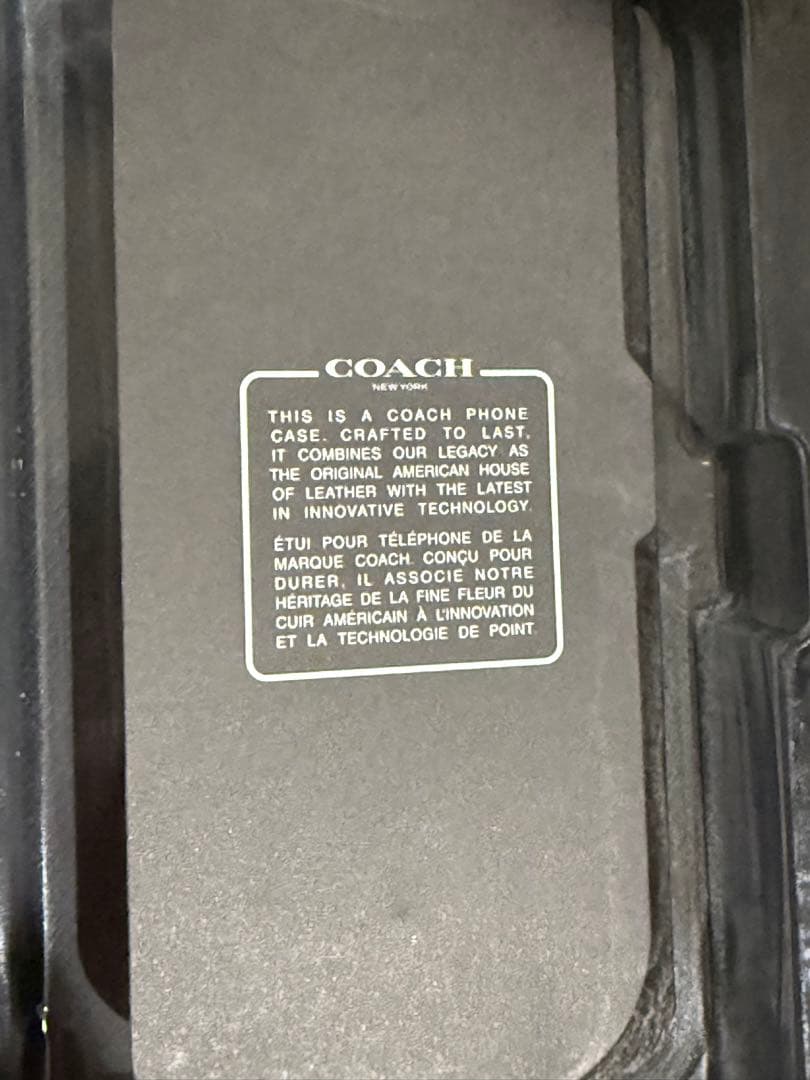 COACH
NEW YORK
THIS IS A COACH PHONE
CASE. CRAFTED TO LAST,
IT COMBINES OUR LEGACY AS
THE ORIGINAL AMERICAN HOUSE
OF LEATHER WITH THE LATEST
IN INNOVATIVE TECHNOLOGY.
ÉTUI POUR TÉLÉPHONE DE LA
MARQUE COACH. CONÇU POUR
DURER, IL ASSOCIE NOTRE
HÉRITAGE DE LA FINE FLEUR DU
CUIR AMÉRICAIN À L'INNOVATION
ET LA TECHNOLOGIE DE POINT